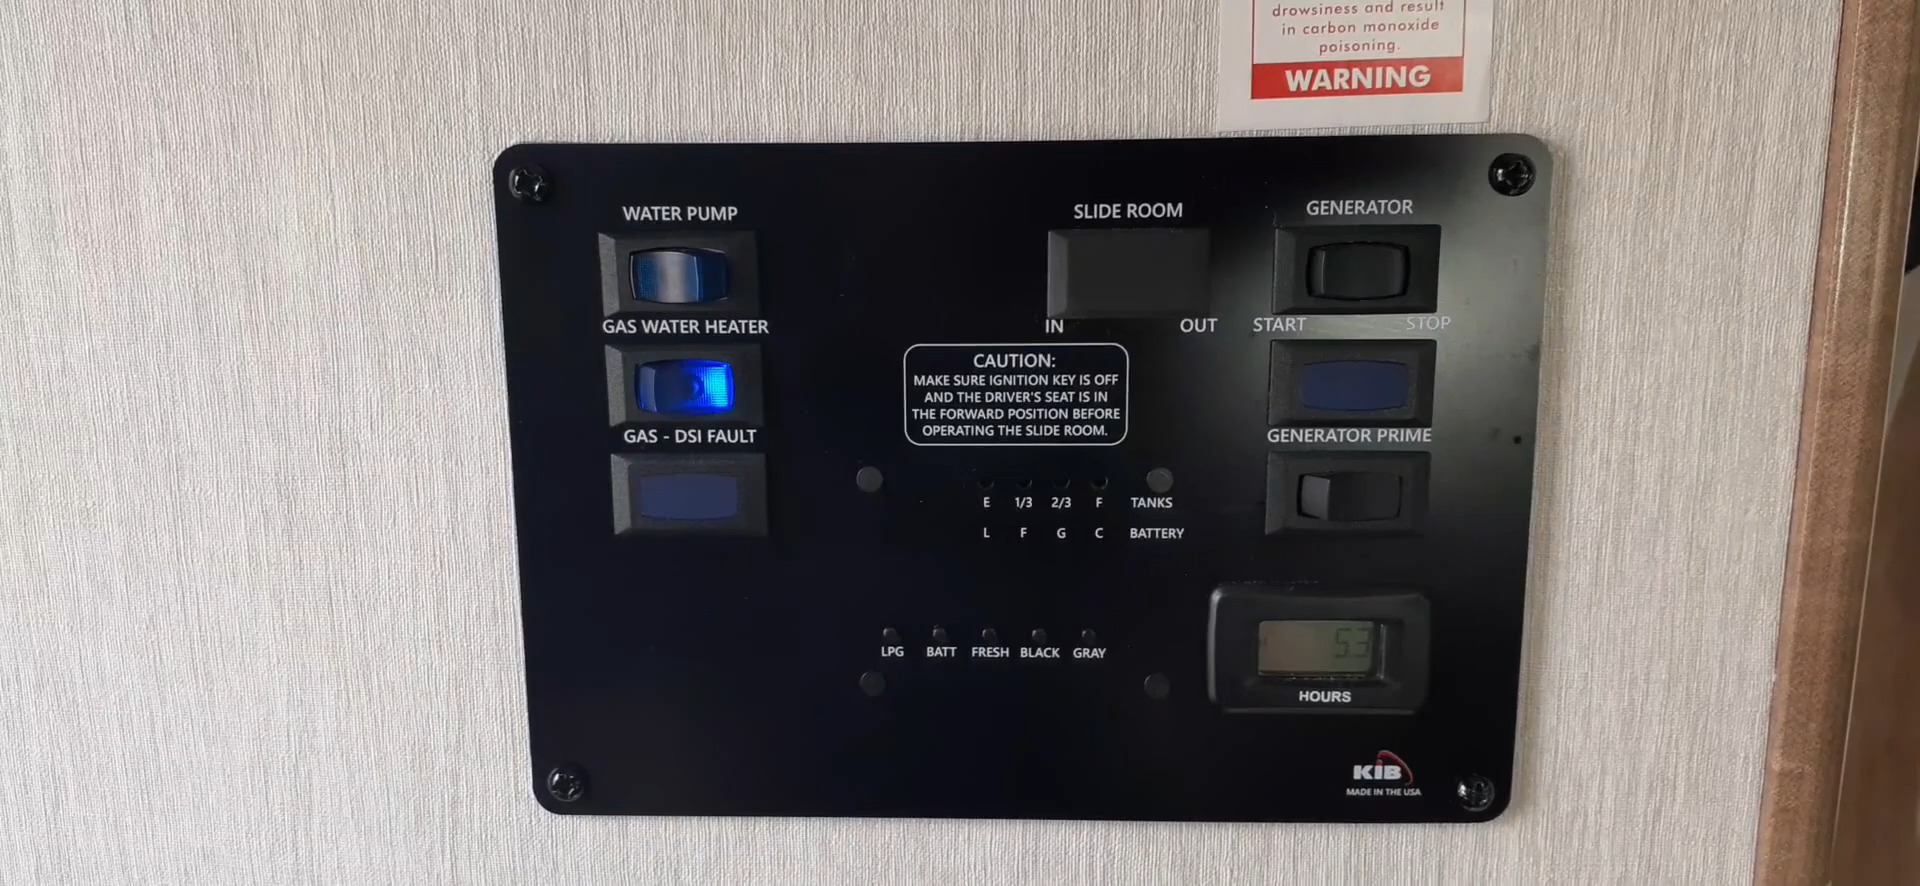 drowsiness and result
in carbon monoxide
poisoning.
WARNING
WATER PUMP
SLIDE ROOM
GENERATOR
GAS WATER HEATER
IN
OUT
START
STOP
CAUTION:
MAKE SURE IGNITION KEY IS OFF
AND THE DRIVER'S SEAT IS IN
THE FORWARD POSITION BEFORE
OPERATING THE SLIDE ROOM.
GAS - DSI FAULT
GENERATOR PRIME
E 1/3 2/3 F TANKS
L F G C BATTERY
LPG BATT FRESH BLACK GRAY
5.3
HOURS
KIB
MADE IN THE USA